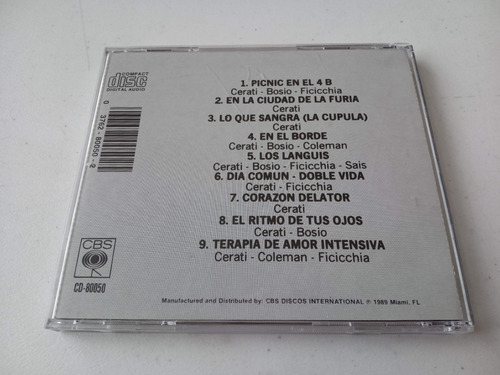 COMPACT
disc
DIGITAL AUDIO
0 3762-80050-2
1. PICNIC EN EL 4 B
Cerati - Bosio - Ficicchia
2. EN LA CIUDAD DE LA FURIA
Cerati
3. LO QUE SANGRA (LA CUPULA)
Cerati
4. EN EL BORDE
Cerati - Bosio - Coleman
5. LOS LANGUIS
Cerati - Bosio - Ficicchia - Sais
6. DIA COMUN - DOBLE VIDA
Cerati - Ficicchia
7. CORAZON DELATOR
Cerati
8. EL RITMO DE TUS OJOS
Cerati - Bosio
9. TERAPIA DE AMOR INTENSIVA
Cerati - Coleman - Ficicchia
CBS
CD-80050
Manufactured and Distributed by: CBS DISCOS INTERNATIONAL ℗ 1989 Miami, FL